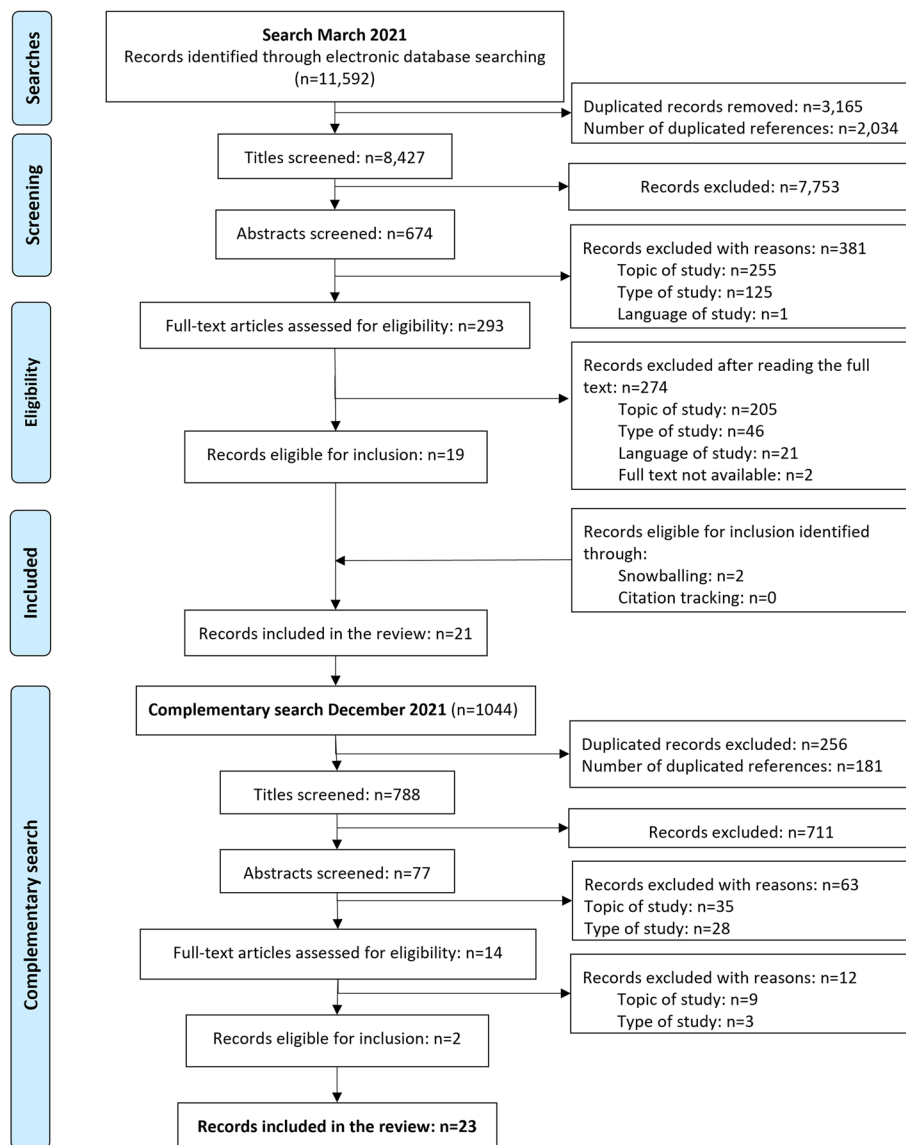 Searches
Search March 2021
Records identified through electronic database searching
(n=11,592)
Duplicated records removed: n=3,165
Number of duplicated references: n=2,034
Screening
Titles screened: n=8,427
Records excluded: n=7,753
Abstracts screened: n=674
Records excluded with reasons: n=381
Topic of study: n=255
Type of study: n=125
Language of study: n=1
Eligibility
Full-text articles assessed for eligibility: n=293
Records excluded after reading the full
text: n=274
Topic of study: n=205
Type of study: n=46
Language of study: n=21
Full text not available: n=2
Records eligible for inclusion: n=19
Included
Records eligible for inclusion identified
through:
Snowballing: n=2
Citation tracking: n=0
Records included in the review: n=21
Complementary search
Complementary search December 2021 (n=1044)
Duplicated records excluded: n=256
Number of duplicated references: n=181
Titles screened: n=788
Records excluded: n=711
Abstracts screened: n=77
Records excluded with reasons: n=63
Topic of study: n=35
Type of study: n=28
Full-text articles assessed for eligibility: n=14
Records excluded with reasons: n=12
Topic of study: n=9
Type of study: n=3
Records eligible for inclusion: n=2
Records included in the review: n=23